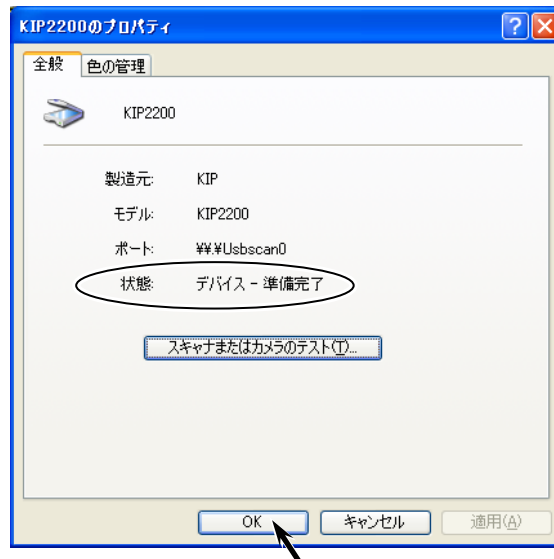 KIP2200のプロパティ
全般 色の管理
KIP2200
製造元: KIP
モデル: KIP2200
ポート: ¥¥.¥Usbscan0
状態: デバイス - 準備完了
スキャナまたはカメラのテスト(T)...
OK キャンセル 適用(A)